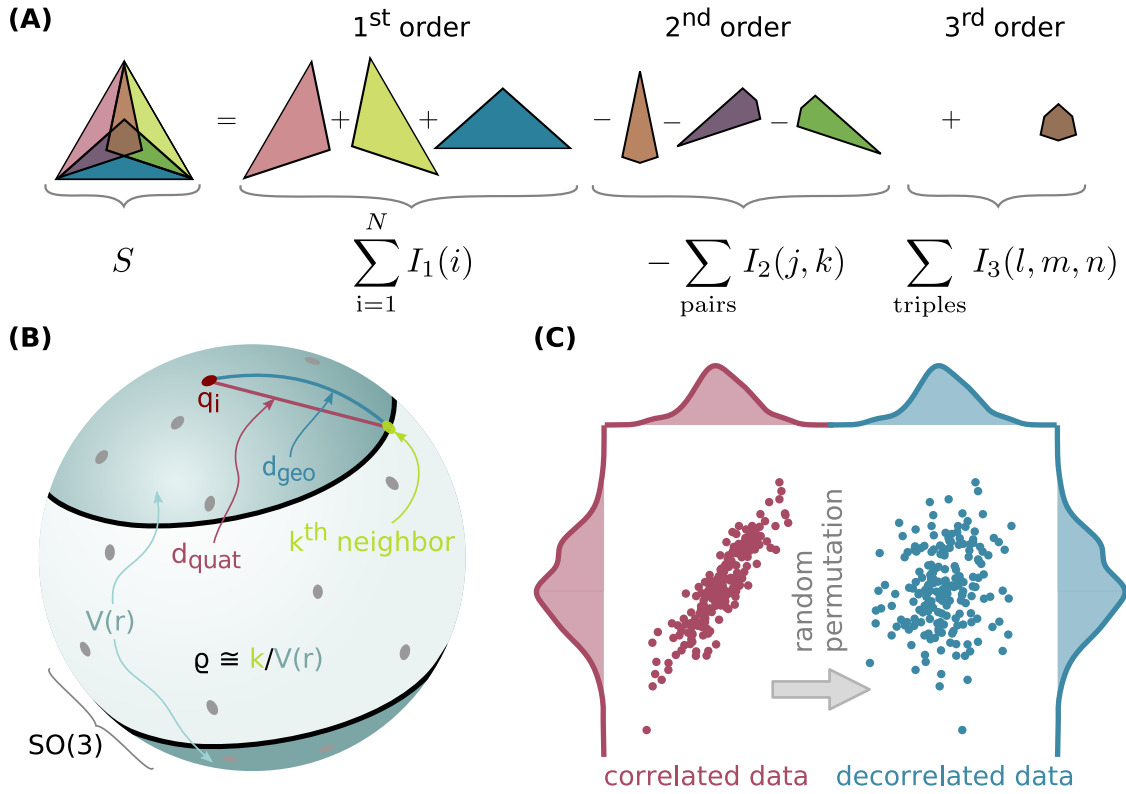 (A)
1st order
2nd order
3rd order
= + + − − − +
S
N
∑ I1(i)
i=1
− ∑ I2(j, k)
pairs
∑ I3(l, m, n)
triples
(B)
qi
dgeo
dquat
kth neighbor
V(r)
ϱ ≅ k/V(r)
SO(3)
(C)
random
permutation
correlated data
decorrelated data